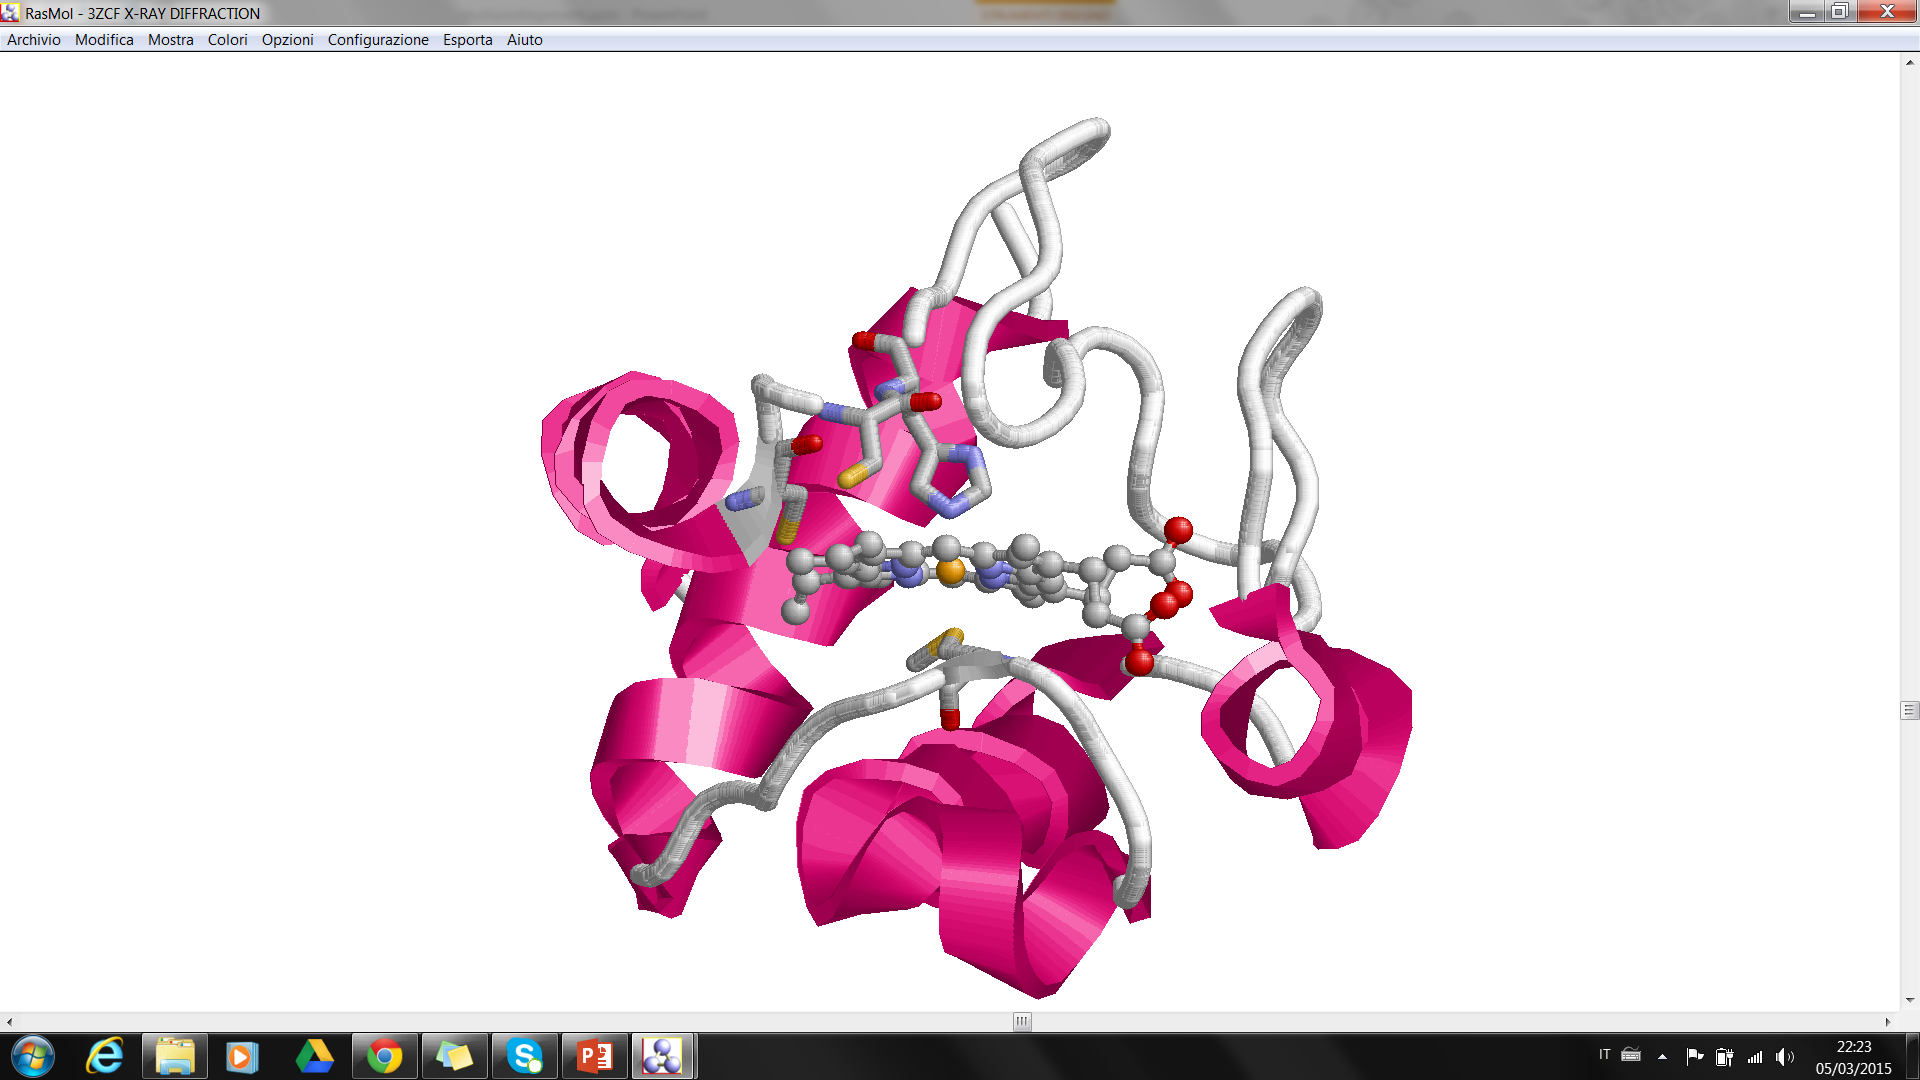 RasMol - 3ZCF X-RAY DIFFRACTION
Archivio Modifica Mostra Colori Opzioni Configurazione Esporta Aiuto
IT
22:23
05/03/2015